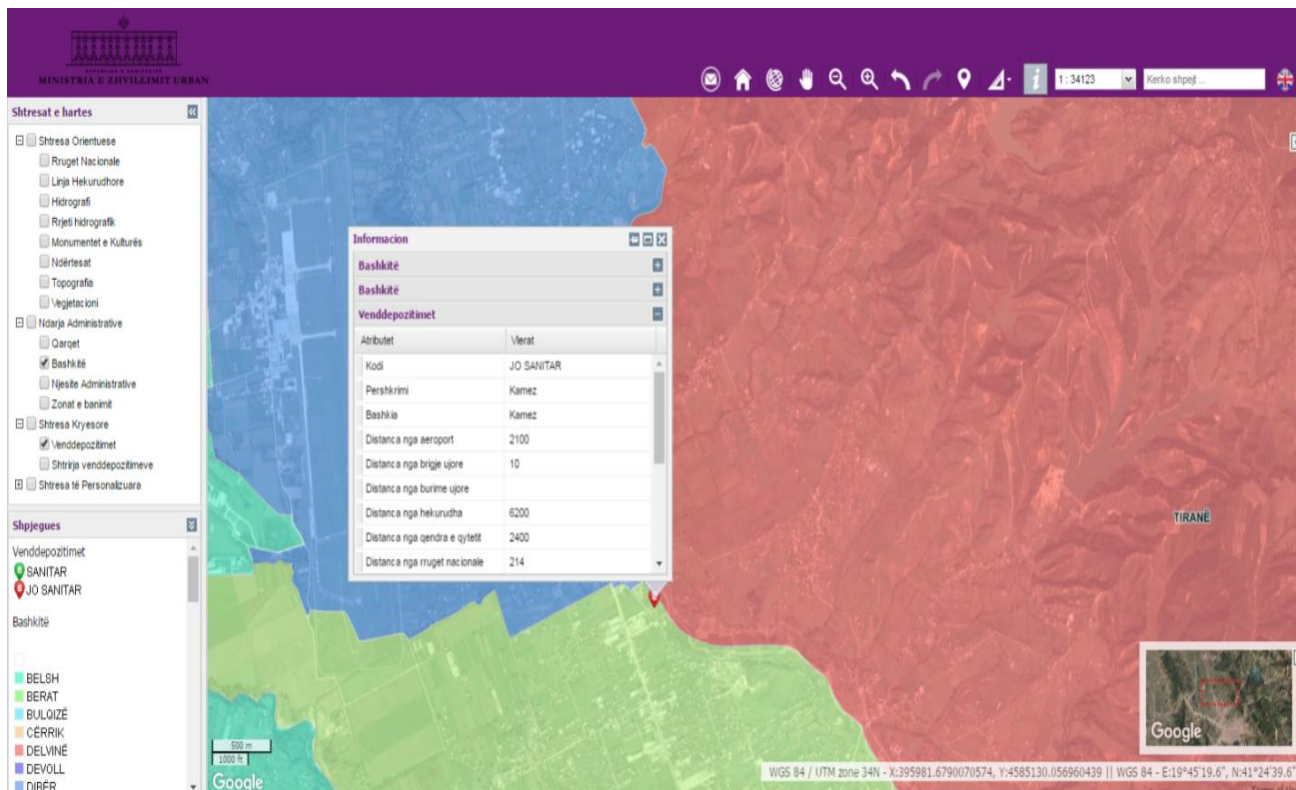 REPUBLIKA E SHQIPËRISË
MINISTRIA E ZHVILLIMIT URBAN
1 : 34123
Kerko shpejt ...
Shtresat e hartes
Shtresa Orientuese
Rruget Nacionale
Linja Hekurudhore
Hidrografi
Rrjeti hidrografik
Monumentet e Kulturës
Ndërtesat
Topografia
Vegjetacioni
Ndarja Administrative
Qarqet
Bashkitë
Njesite Administrative
Zonat e banimit
Shtresa Kryesore
Venddepozitimet
Shtrirja venddepozitimeve
Shtresa të Personalizuara
Shpjegues
Venddepozitimet
SANITAR
JO SANITAR
Bashkitë
BELSH
BERAT
BULQIZË
CËRRIK
DELVINË
DEVOLL
DIBËR
Informacion
Bashkitë
Bashkitë
Venddepozitimet
Atributet Vlerat
Kodi JO SANITAR
Pershkrimi Kamez
Bashkia Kamez
Distanca nga aeroport 2100
Distanca nga brigje ujore 10
Distanca nga burime ujore
Distanca nga hekurudha 6200
Distanca nga qendra e qytetit 2400
Distanca nga rruget nacionale 214
TIRANË
500 m
1000 ft
Google
Google
WGS 84 / UTM zone 34N - X:395981.6790070574, Y:4585130.056960439 || WGS 84 - E:19°45'19.6", N:41°24'39.6"